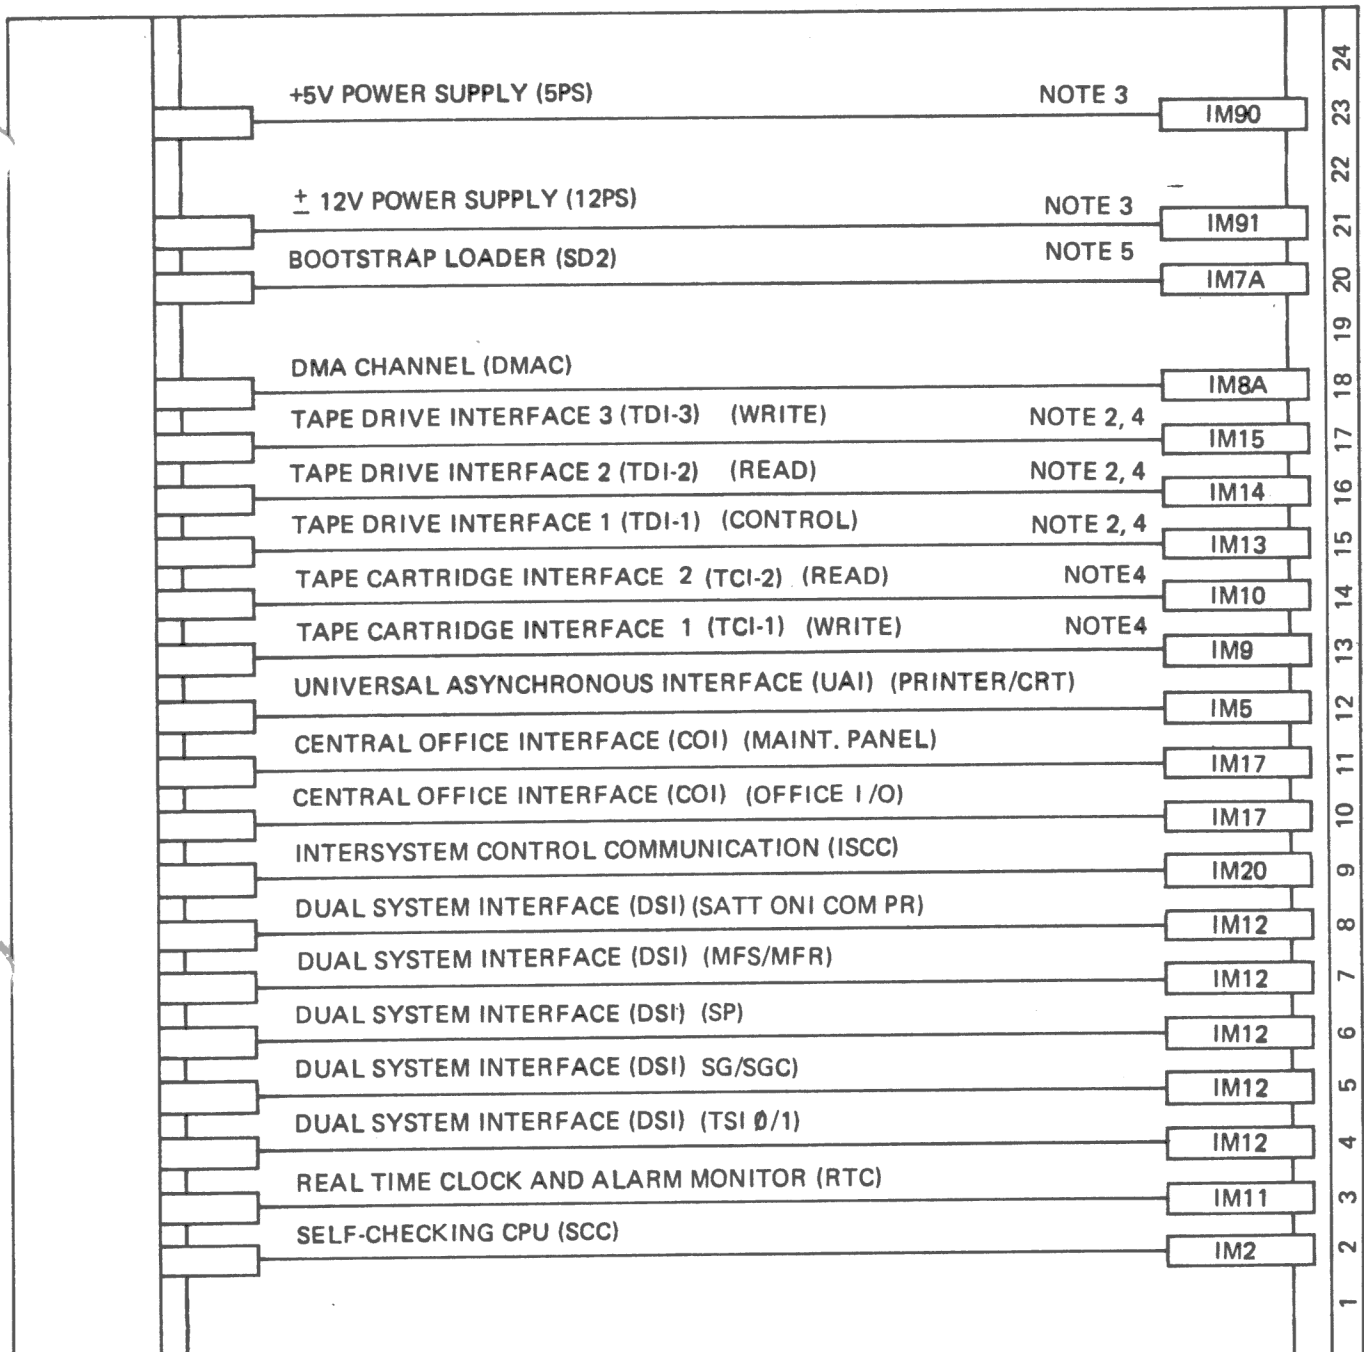 24
+5V POWER SUPPLY (5PS) NOTE 3
IM90 23
22
± 12V POWER SUPPLY (12PS) NOTE 3
IM91 21
BOOTSTRAP LOADER (SD2) NOTE 5
IM7A 20
19
DMA CHANNEL (DMAC)
IM8A 18
TAPE DRIVE INTERFACE 3 (TDI-3) (WRITE) NOTE 2, 4
IM15 17
TAPE DRIVE INTERFACE 2 (TDI-2) (READ) NOTE 2, 4
IM14 16
TAPE DRIVE INTERFACE 1 (TDI-1) (CONTROL) NOTE 2, 4
IM13 15
TAPE CARTRIDGE INTERFACE 2 (TCI-2) (READ) NOTE4
IM10 14
TAPE CARTRIDGE INTERFACE 1 (TCI-1) (WRITE) NOTE4
IM9 13
UNIVERSAL ASYNCHRONOUS INTERFACE (UAI) (PRINTER/CRT)
IM5 12
CENTRAL OFFICE INTERFACE (COI) (MAINT. PANEL)
IM17 11
CENTRAL OFFICE INTERFACE (COI) (OFFICE I/O)
IM17 10
INTERSYSTEM CONTROL COMMUNICATION (ISCC)
IM20 9
DUAL SYSTEM INTERFACE (DSI) (SATT ONI COM PR)
IM12 8
DUAL SYSTEM INTERFACE (DSI) (MFS/MFR)
IM12 7
DUAL SYSTEM INTERFACE (DSI) (SP)
IM12 6
DUAL SYSTEM INTERFACE (DSI) SG/SGC)
IM12 5
DUAL SYSTEM INTERFACE (DSI) (TSI Ø/1)
IM12 4
REAL TIME CLOCK AND ALARM MONITOR (RTC)
IM11 3
SELF-CHECKING CPU (SCC)
IM2 2
1